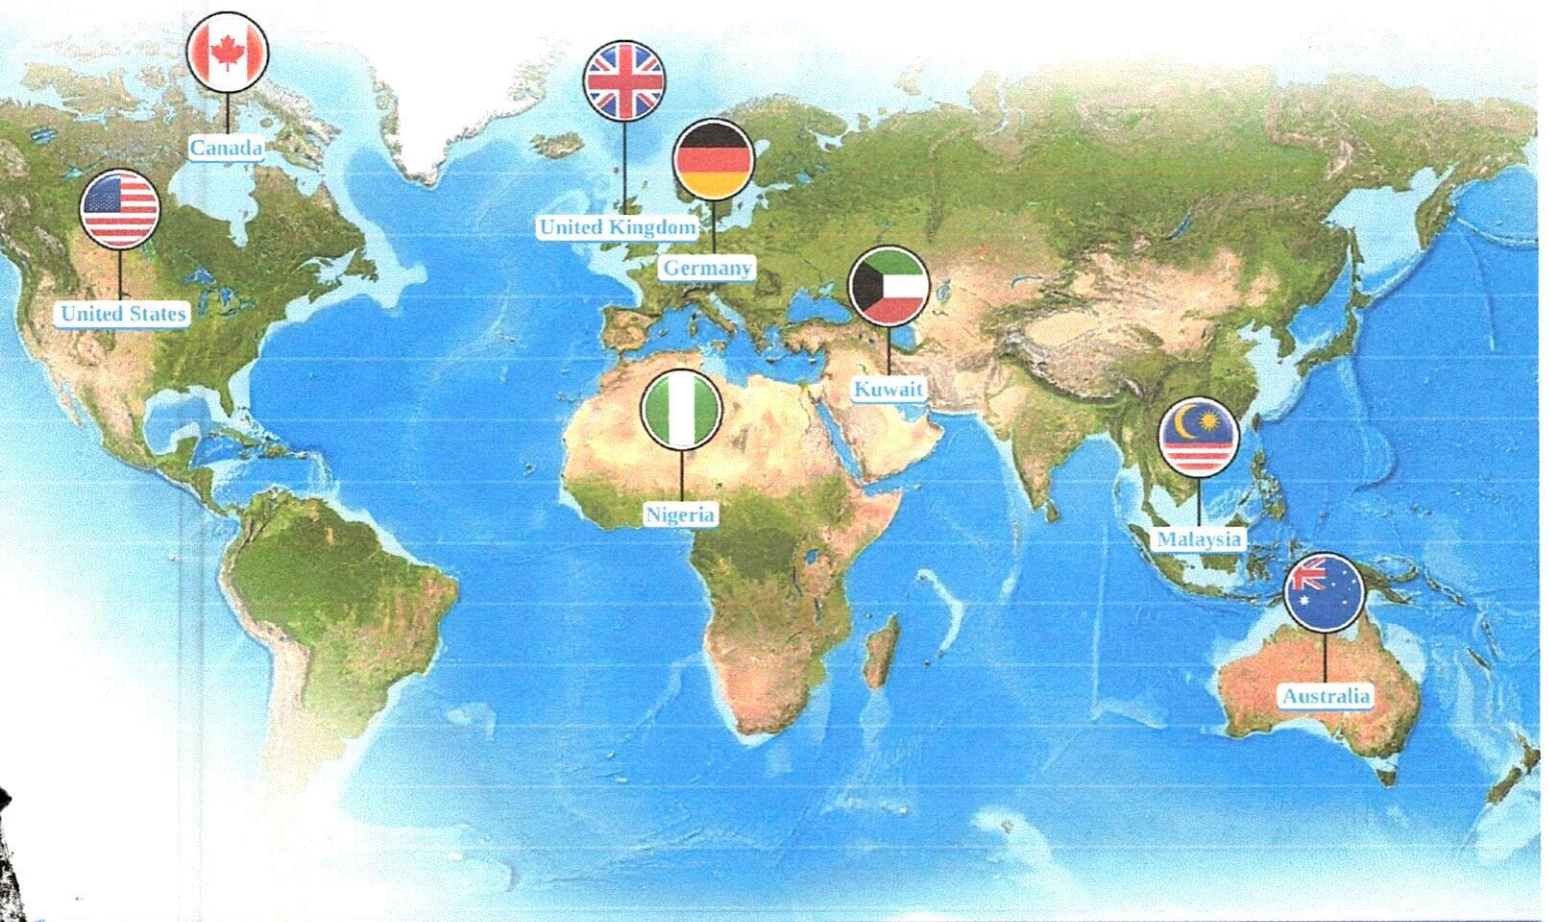 Canada
United Kingdom
Germany
United States
Kuwait
Nigeria
Malaysia
Australia